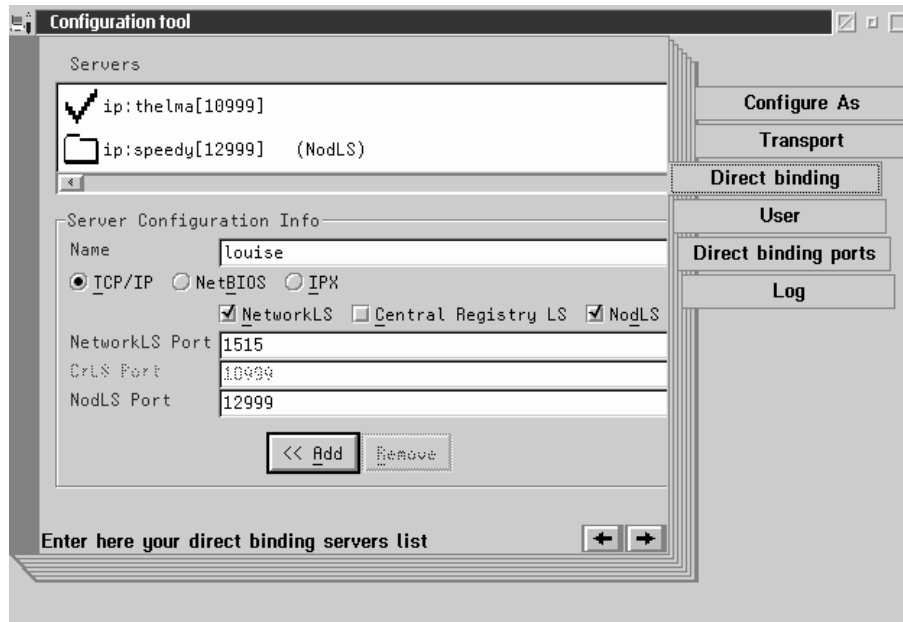 Configuration tool
Servers
ip:thelma[10999]
ip:speedy[12999] (NodLS)
Configure As
Transport
Direct binding
User
Direct binding ports
Log
Server Configuration Info
Name louise
TCP/IP NetBIOS IPX
NetworkLS Central Registry LS NodLS
NetworkLS Port 1515
CrLS Port 10999
NodLS Port 12999
<< Add Remove
Enter here your direct binding servers list